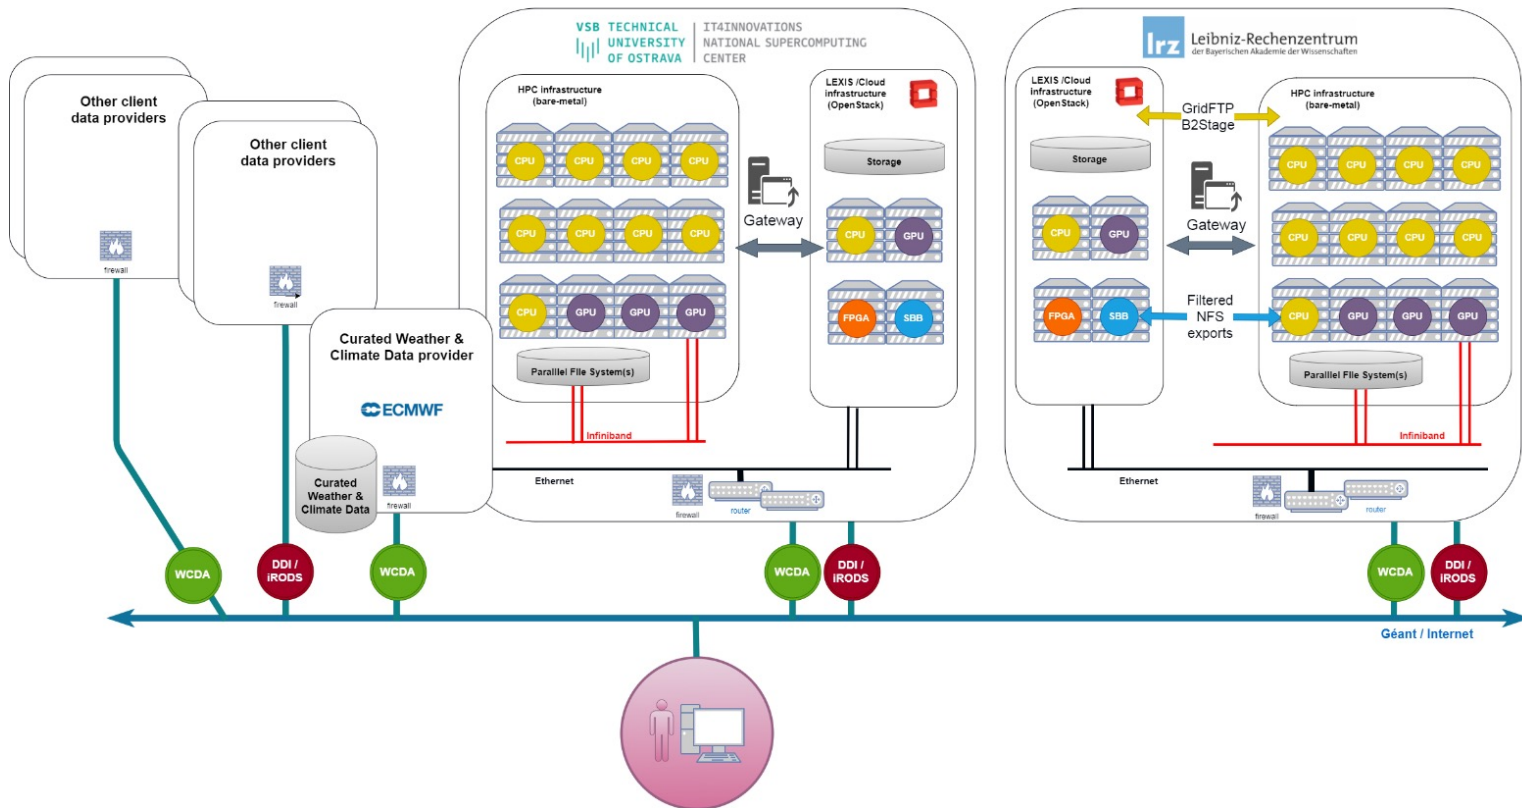 Other client
data providers
firewall
Other client
data providers
firewall
Curated Weather &
Climate Data provider
ECMWF
Curated
Weather &
Climate Data
firewall
VSB TECHNICAL
UNIVERSITY
OF OSTRAVA
IT4INNOVATIONS
NATIONAL SUPERCOMPUTING
CENTER
HPC infrastructure
(bare-metal)
CPU CPU CPU CPU
CPU CPU CPU CPU
CPU GPU GPU GPU
Paralllel File System(s)
Infiniband
Gateway
LEXIS /Cloud
infrastructure
(OpenStack)
Storage
CPU GPU
FPGA SBB
Ethernet
firewall
router
lrz
Leibniz-Rechenzentrum
der Bayerischen Akademie der Wissenschaften
LEXIS /Cloud
infrastructure
(OpenStack)
Storage
CPU GPU
FPGA SBB
GridFTP
B2Stage
Gateway
Filtered
NFS
exports
HPC infrastructure
(bare-metal)
CPU CPU CPU CPU
CPU CPU CPU CPU
CPU GPU GPU GPU
Parallel File System(s)
Infiniband
Ethernet
firewall
router
WCDA
DDI /
iRODS
WCDA
WCDA
DDI /
iRODS
WCDA
DDI /
iRODS
Géant / Internet